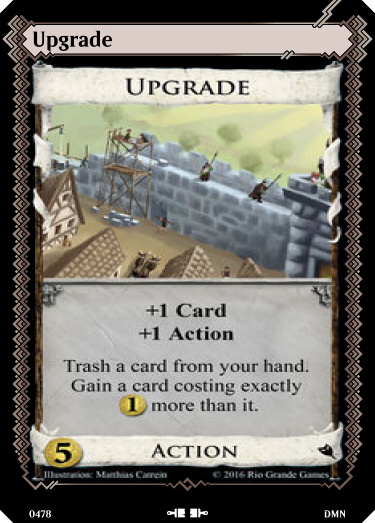 Upgrade
UPGRADE
+1 Card
+1 Action
Trash a card from your hand.
Gain a card costing exactly
1 more than it.
5 ACTION
Illustration: Matthias Catrein © 2016 Rio Grande Games
0478 DMN